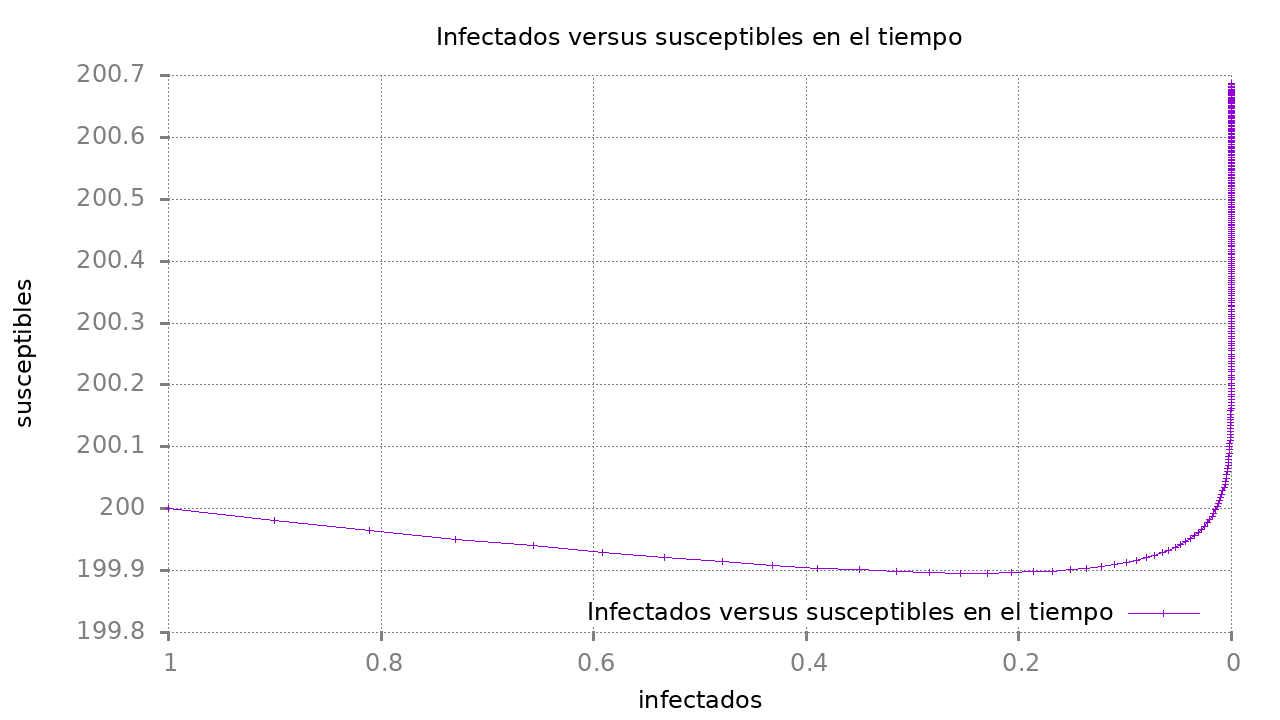 Infectados versus susceptibles en el tiempo
200.7
200.6
200.5
200.4
200.3
200.2
200.1
200
199.9
199.8
susceptibles
Infectados versus susceptibles en el tiempo
1 0.8 0.6 0.4 0.2 0
infectados